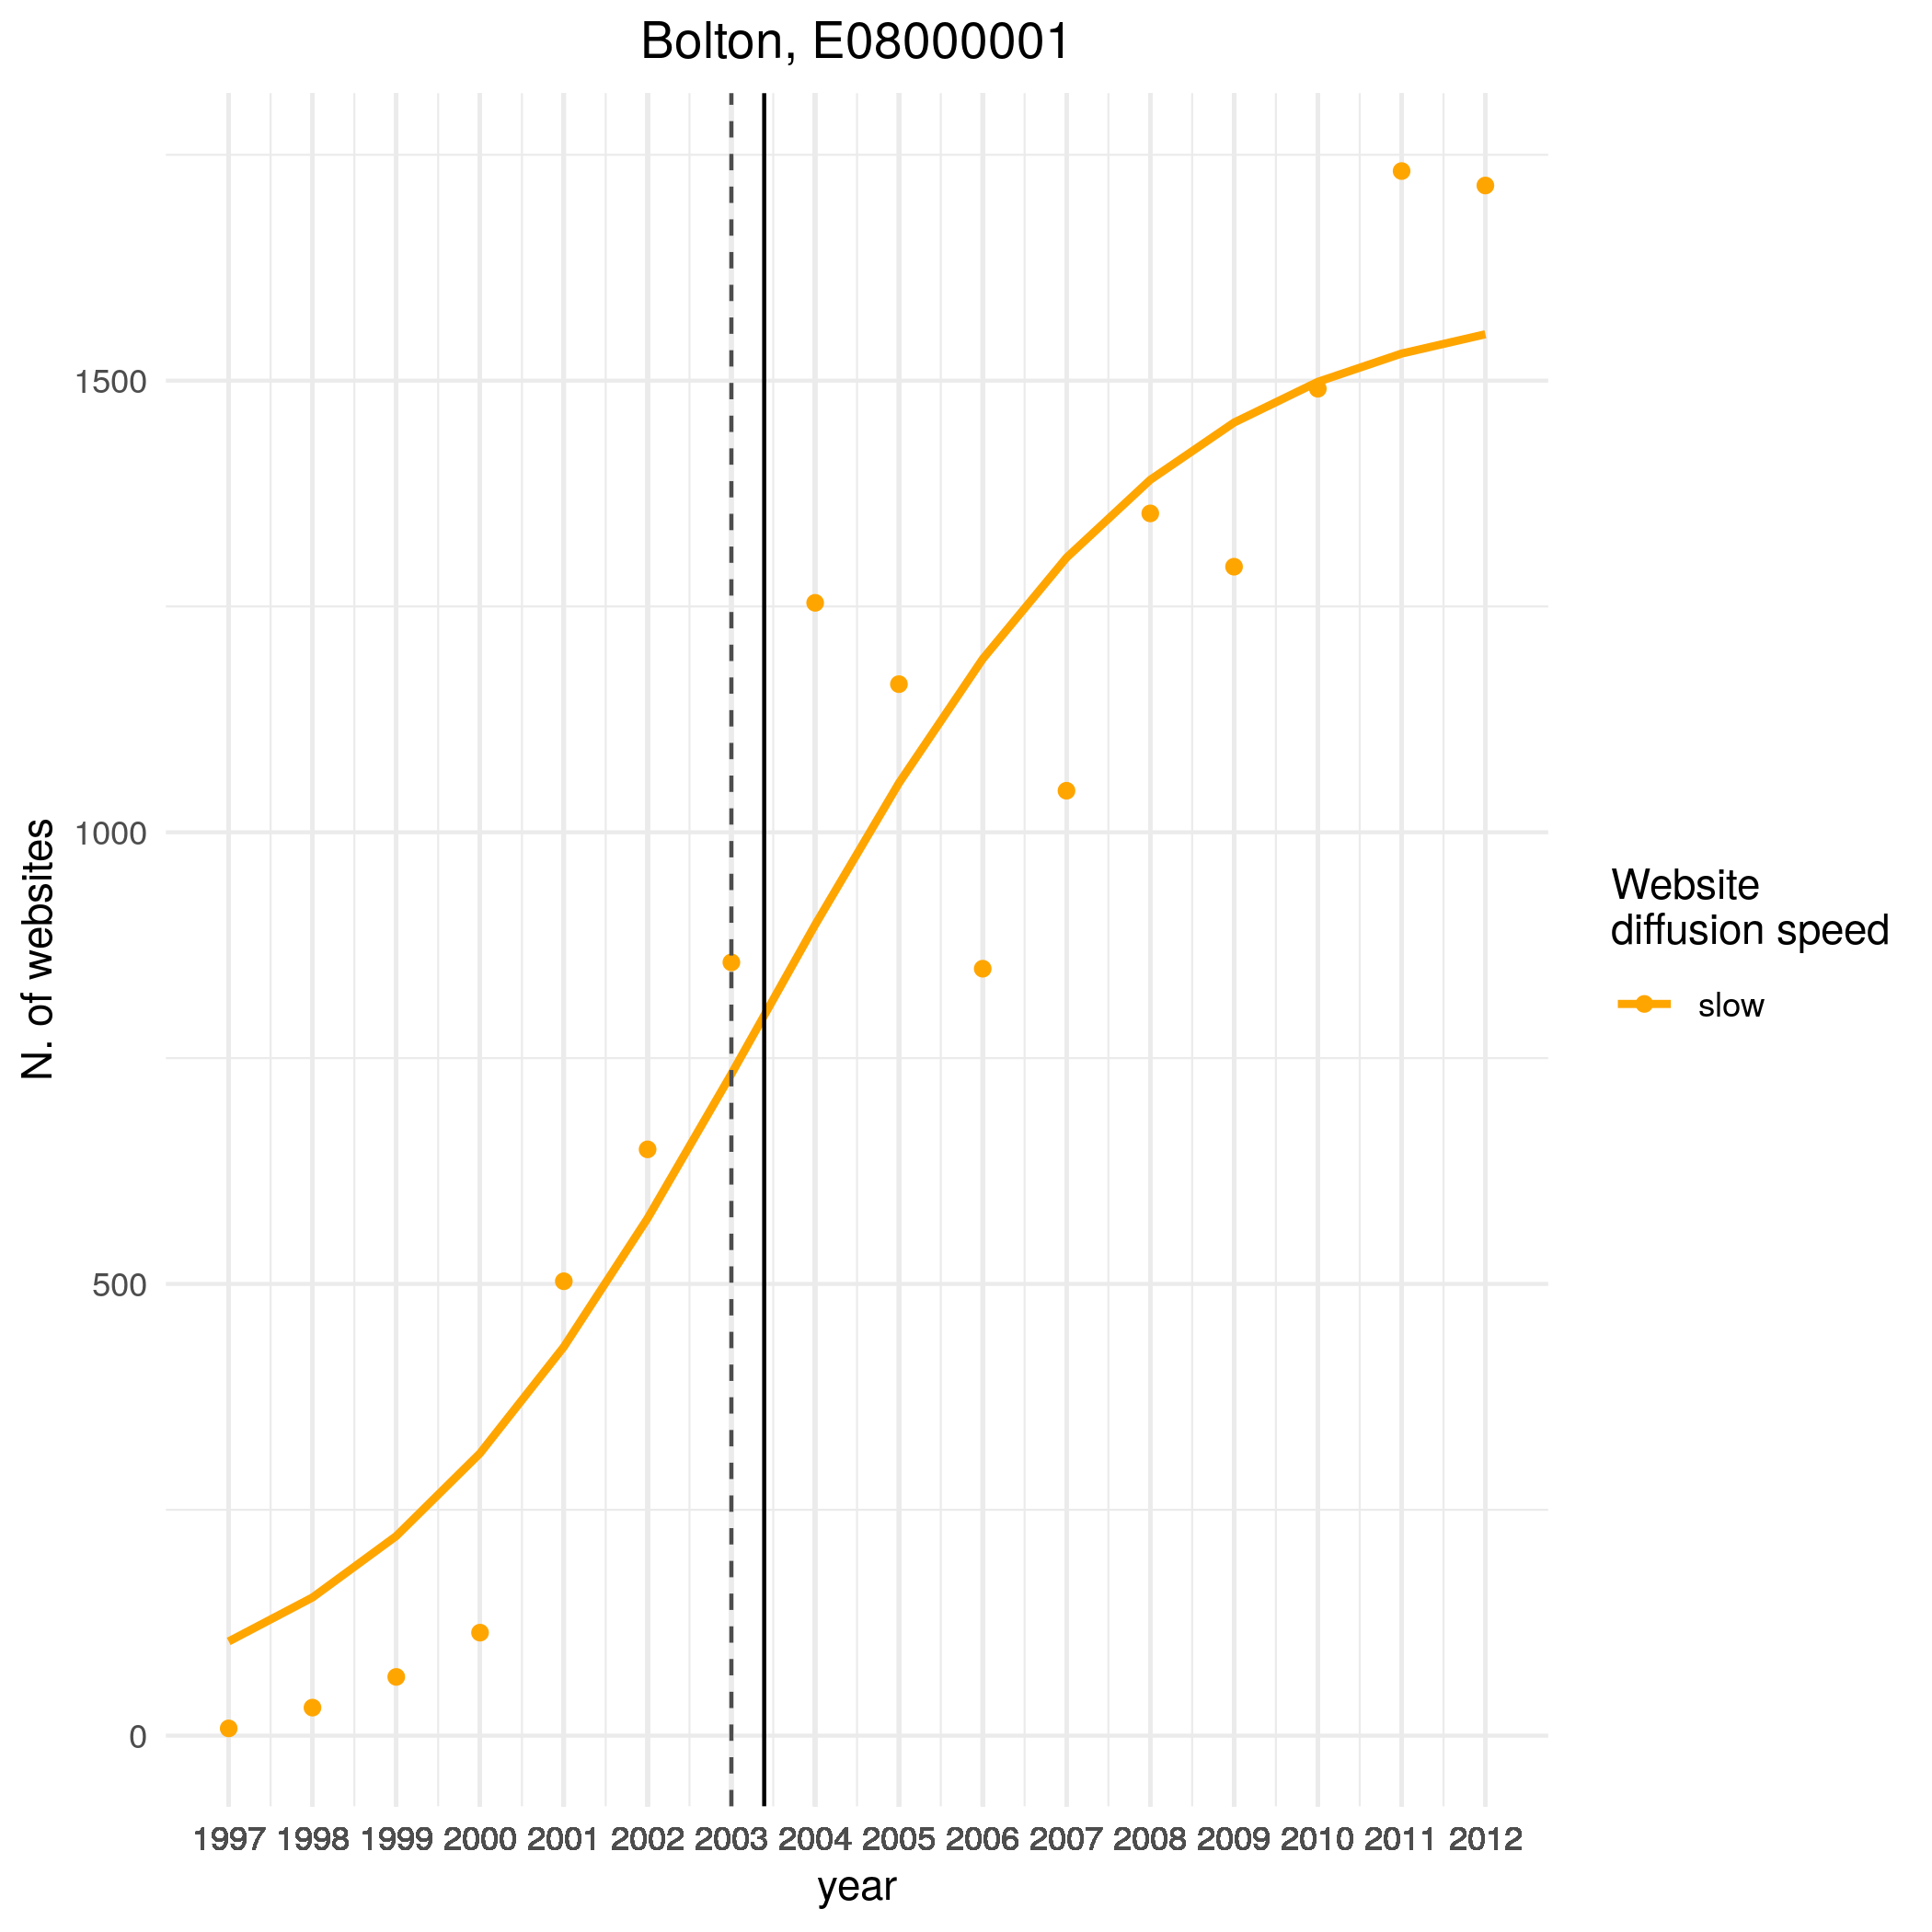 Bolton, E08000001
N. of websites
1500
1000
500
0
1997 1998 1999 2000 2001 2002 2003 2004 2005 2006 2007 2008 2009 2010 2011 2012
year
Website
diffusion speed
slow